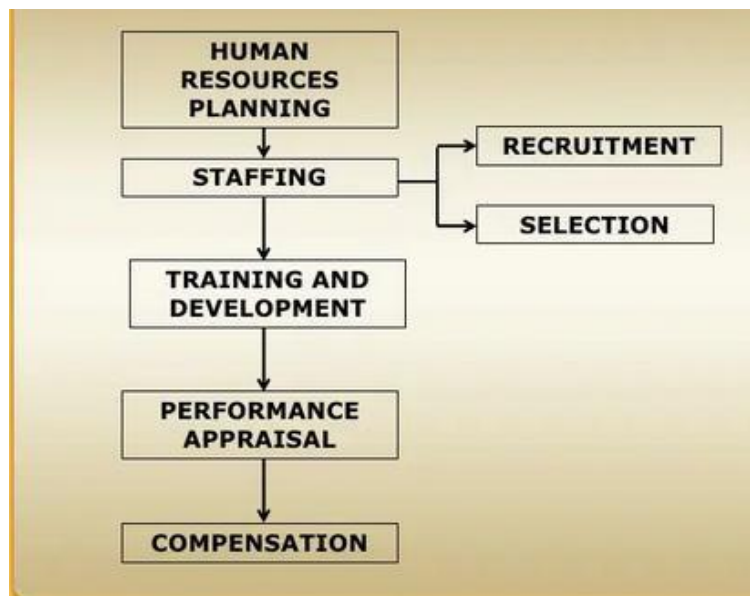 HUMAN
RESOURCES
PLANNING
STAFFING
RECRUITMENT
SELECTION
TRAINING AND
DEVELOPMENT
PERFORMANCE
APPRAISAL
COMPENSATION